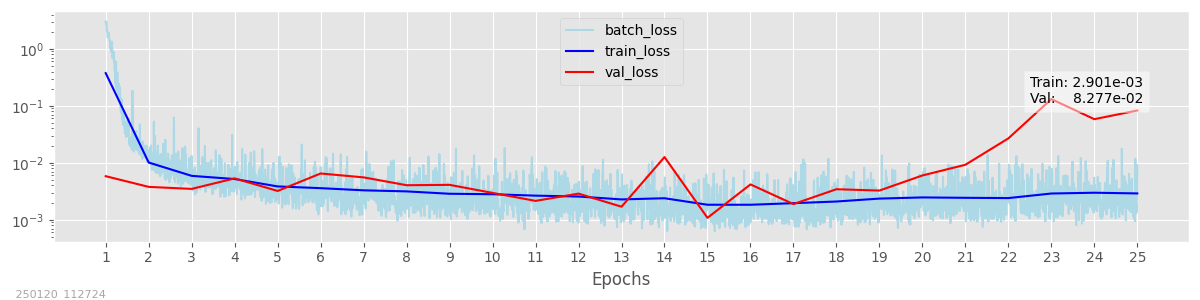 batch_loss
train_loss
val_loss
Train: 2.901e-03
Val: 8.277e-02
10^0
10^-1
10^-2
10^-3
1 2 3 4 5 6 7 8 9 10 11 12 13 14 15 16 17 18 19 20 21 22 23 24 25
Epochs
250120_112724